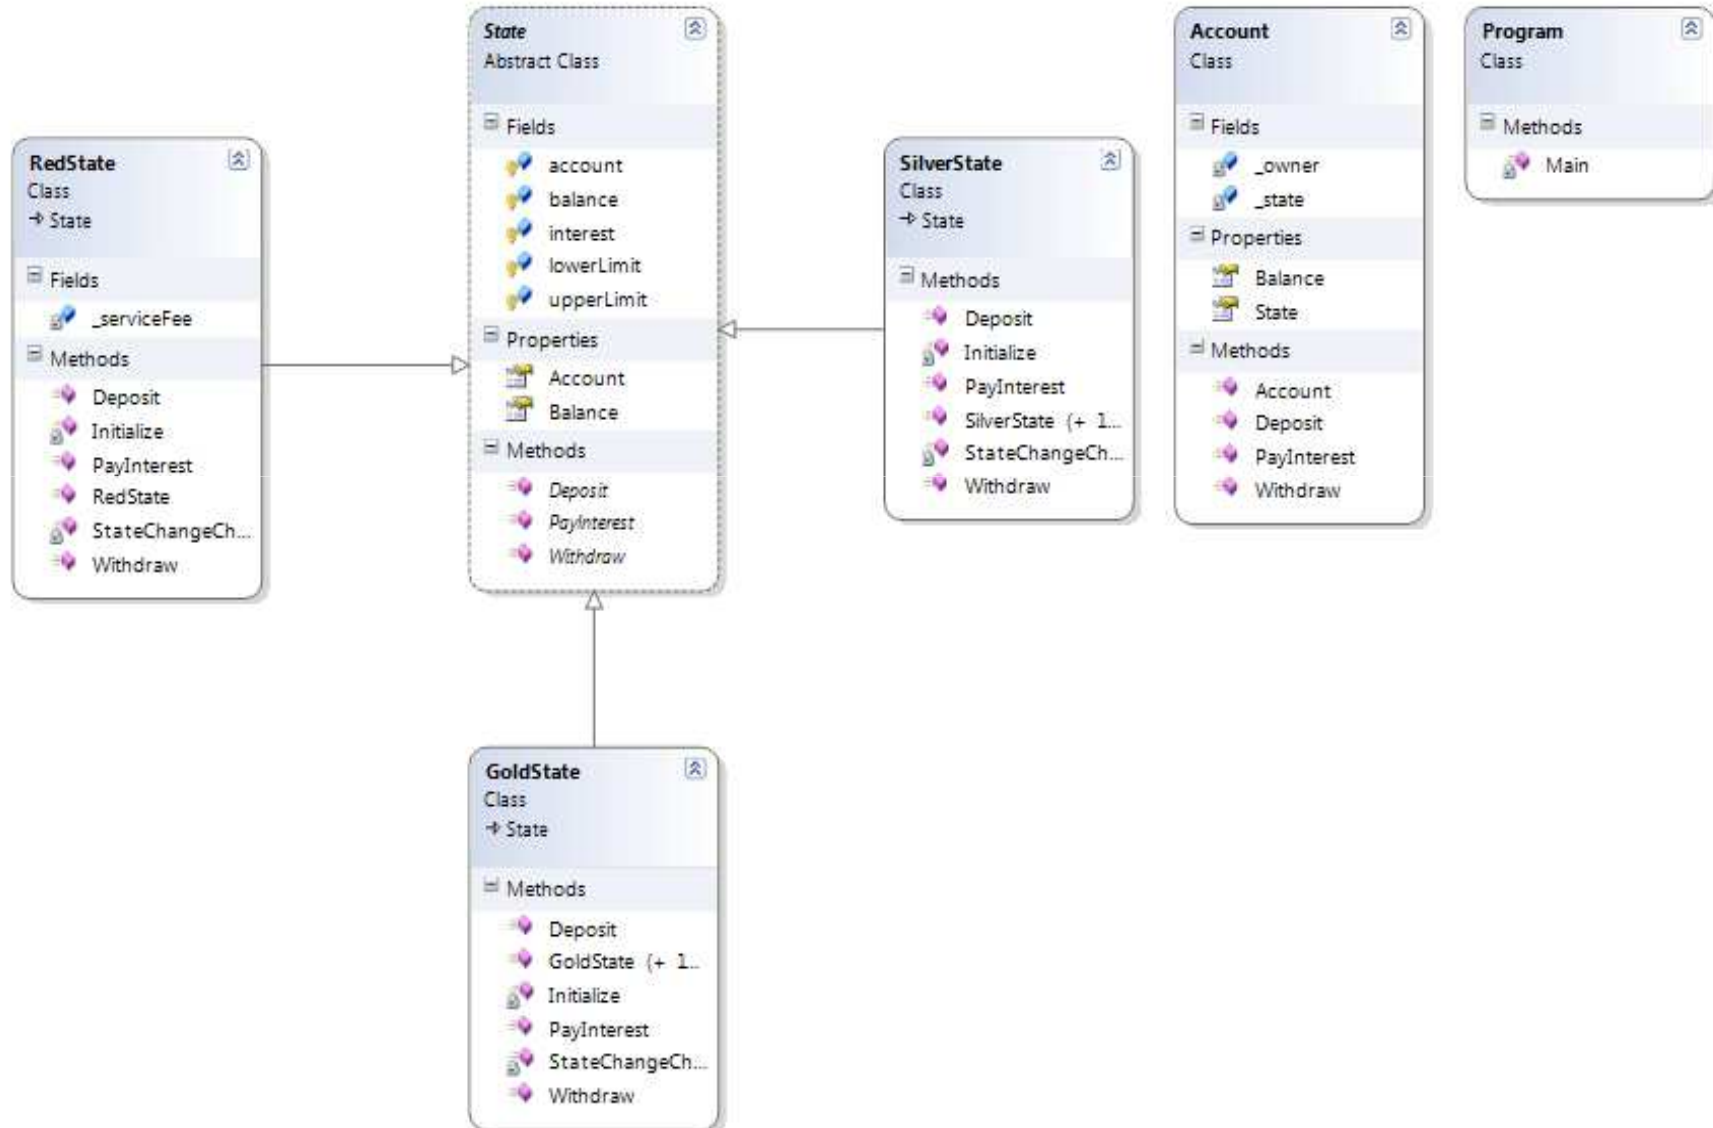 State
Abstract Class
Fields
account
balance
interest
lowerLimit
upperLimit
Properties
Account
Balance
Methods
Deposit
PayInterest
Withdraw
RedState
Class
State
Fields
_serviceFee
Methods
Deposit
Initialize
PayInterest
RedState
StateChangeCh...
Withdraw
SilverState
Class
State
Methods
Deposit
Initialize
PayInterest
SilverState (+ 1...
StateChangeCh...
Withdraw
Account
Class
Fields
_owner
_state
Properties
Balance
State
Methods
Account
Deposit
PayInterest
Withdraw
Program
Class
Methods
Main
GoldState
Class
State
Methods
Deposit
GoldState (+ 1...
Initialize
PayInterest
StateChangeCh...
Withdraw